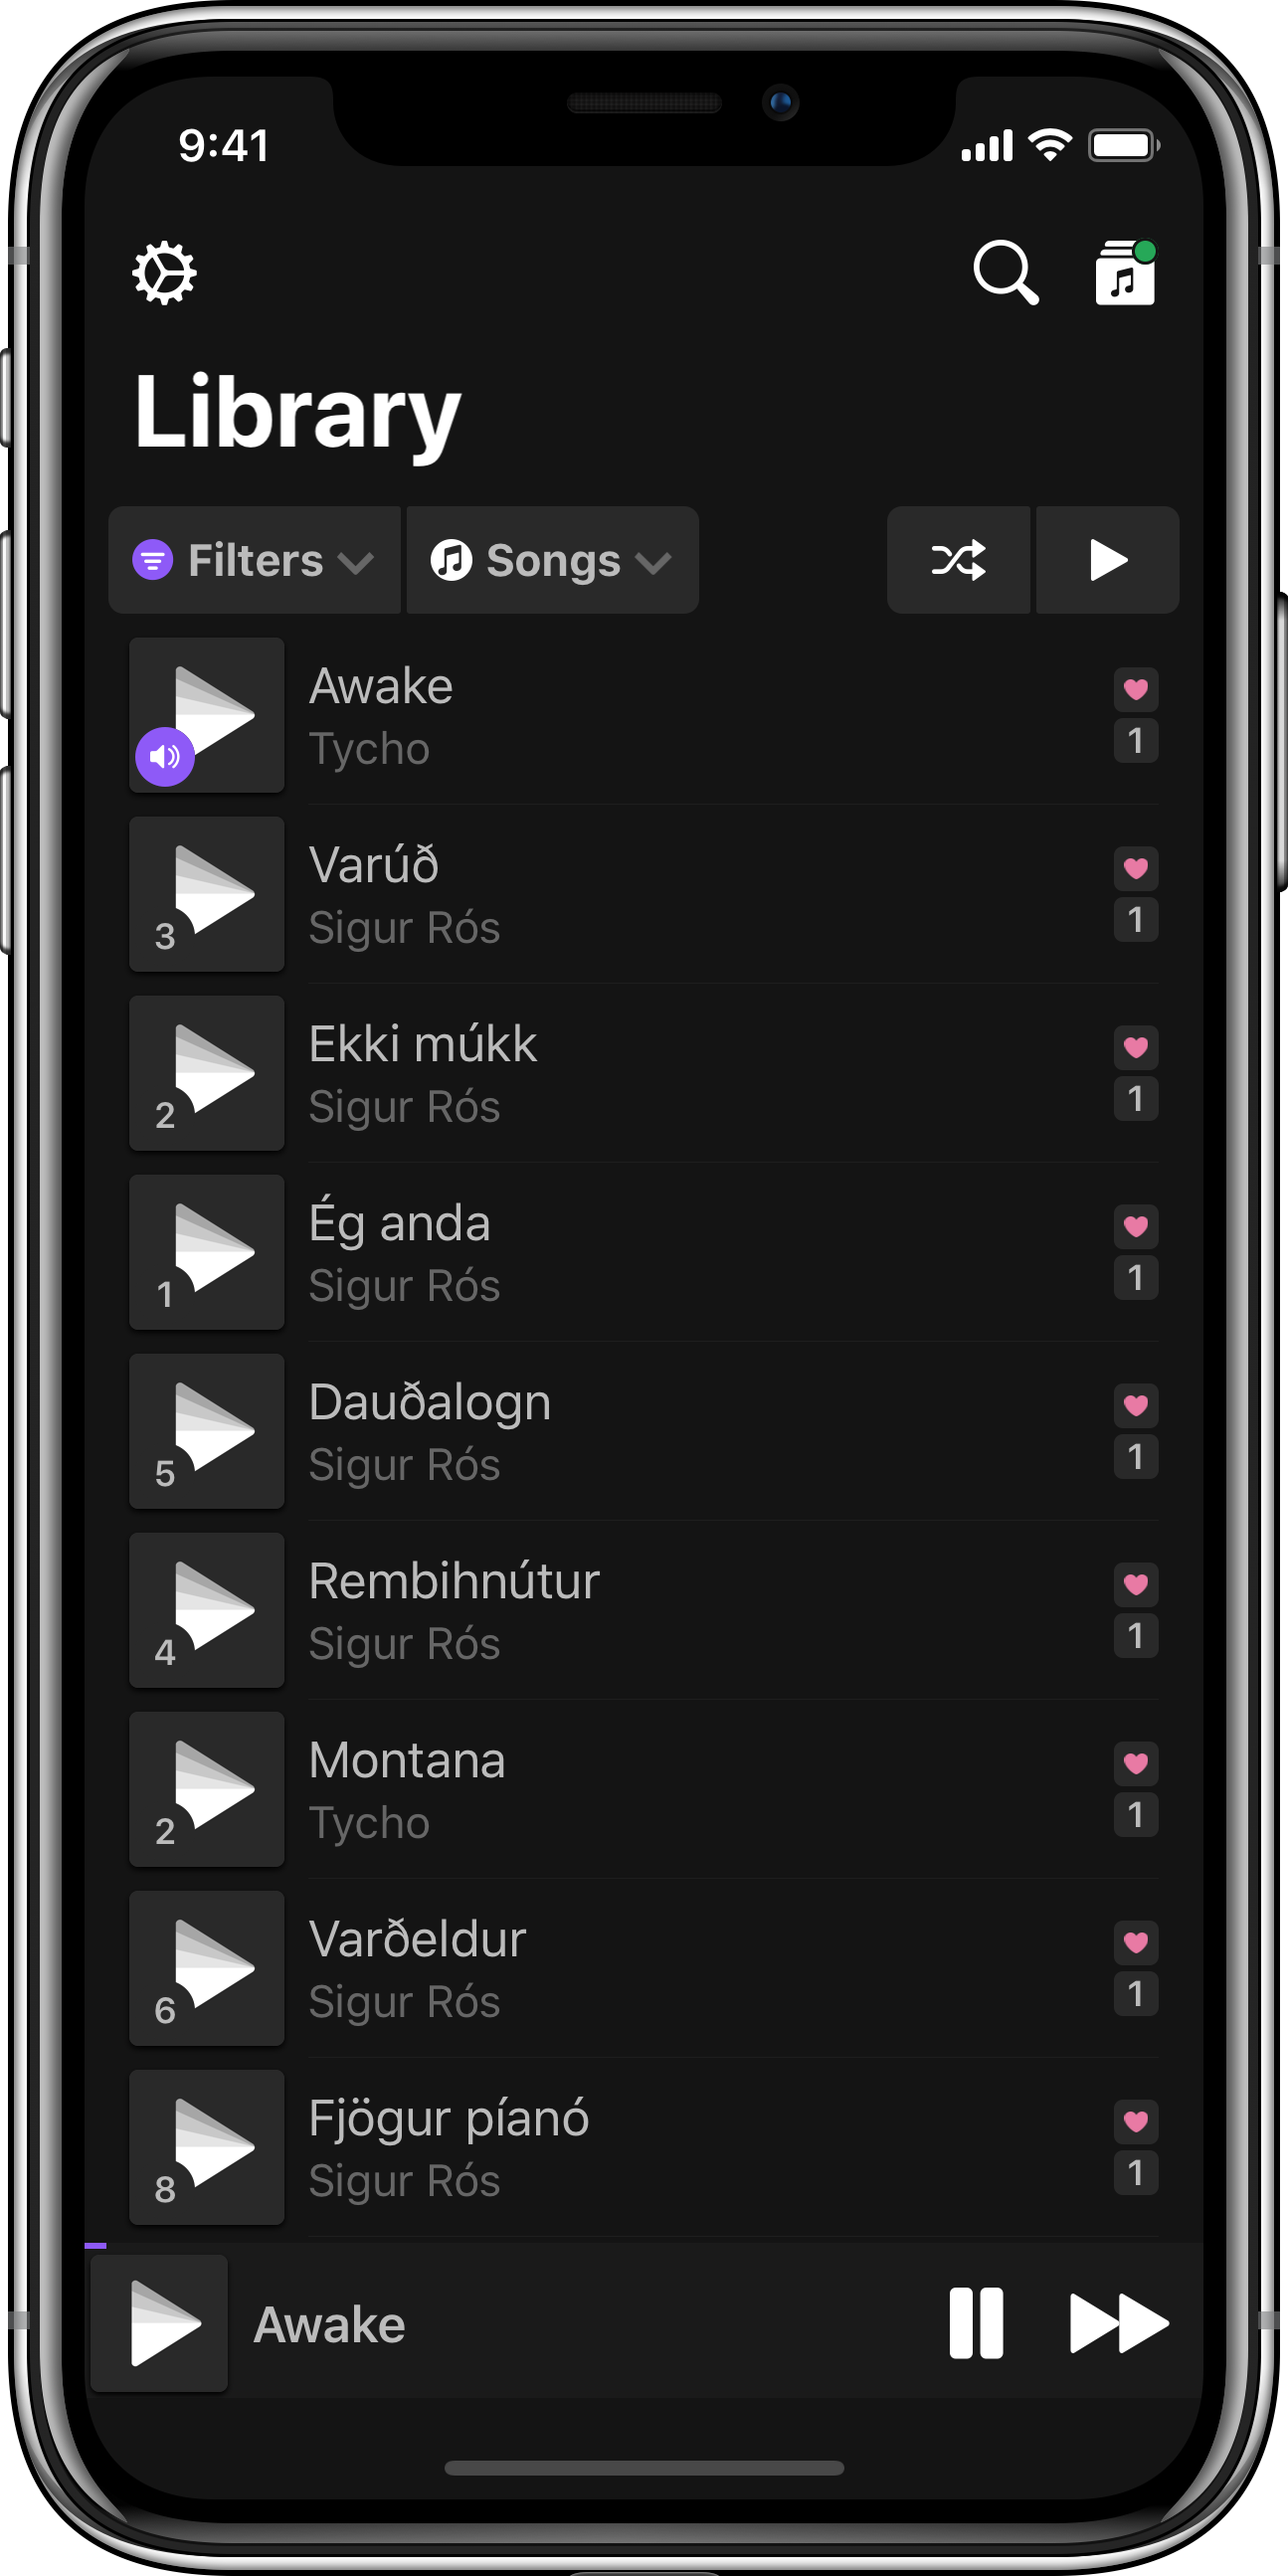 9:41
Library
Filters Songs
Awake
Tycho
1
3
Varúð
Sigur Rós
1
2
Ekki múkk
Sigur Rós
1
1
Ég anda
Sigur Rós
1
5
Dauðalogn
Sigur Rós
1
4
Rembihnútur
Sigur Rós
1
2
Montana
Tycho
1
6
Varðeldur
Sigur Rós
1
8
Fjögur píanó
Sigur Rós
1
Awake